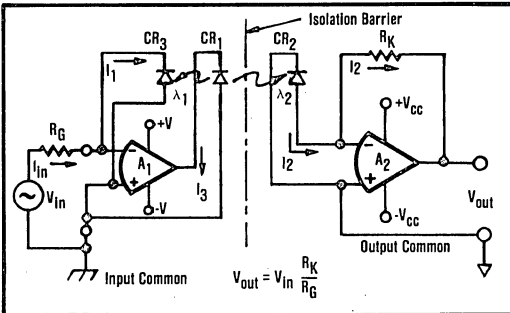 Isolation Barrier
CR3 CR1 CR2 RK
I1 I2
λ1 λ2
RG +V +VCC
Iin − A1 + I2 − A2 +
I3
Vin Vout
-V -VCC
Output Common
Input Common Vout = Vin RK/RG